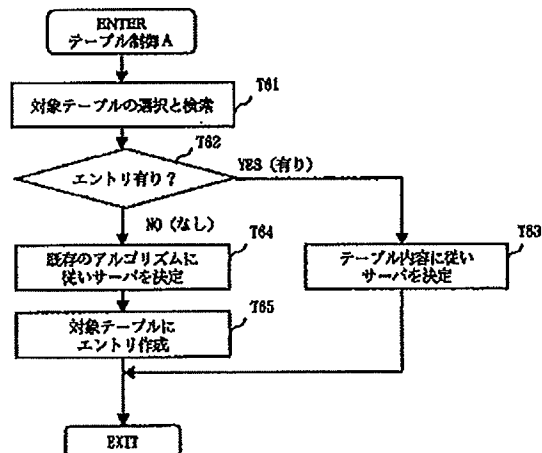 ENTER
テーブル制御A
T61
対象テーブルの選択と検索
T62
エントリ有り?
YES (有り)
NO (なし)
T64
既存のアルゴリズムに
従いサーバを決定
T63
テーブル内容に従い
サーバを決定
T65
対象テーブルに
エントリ作成
EXIT